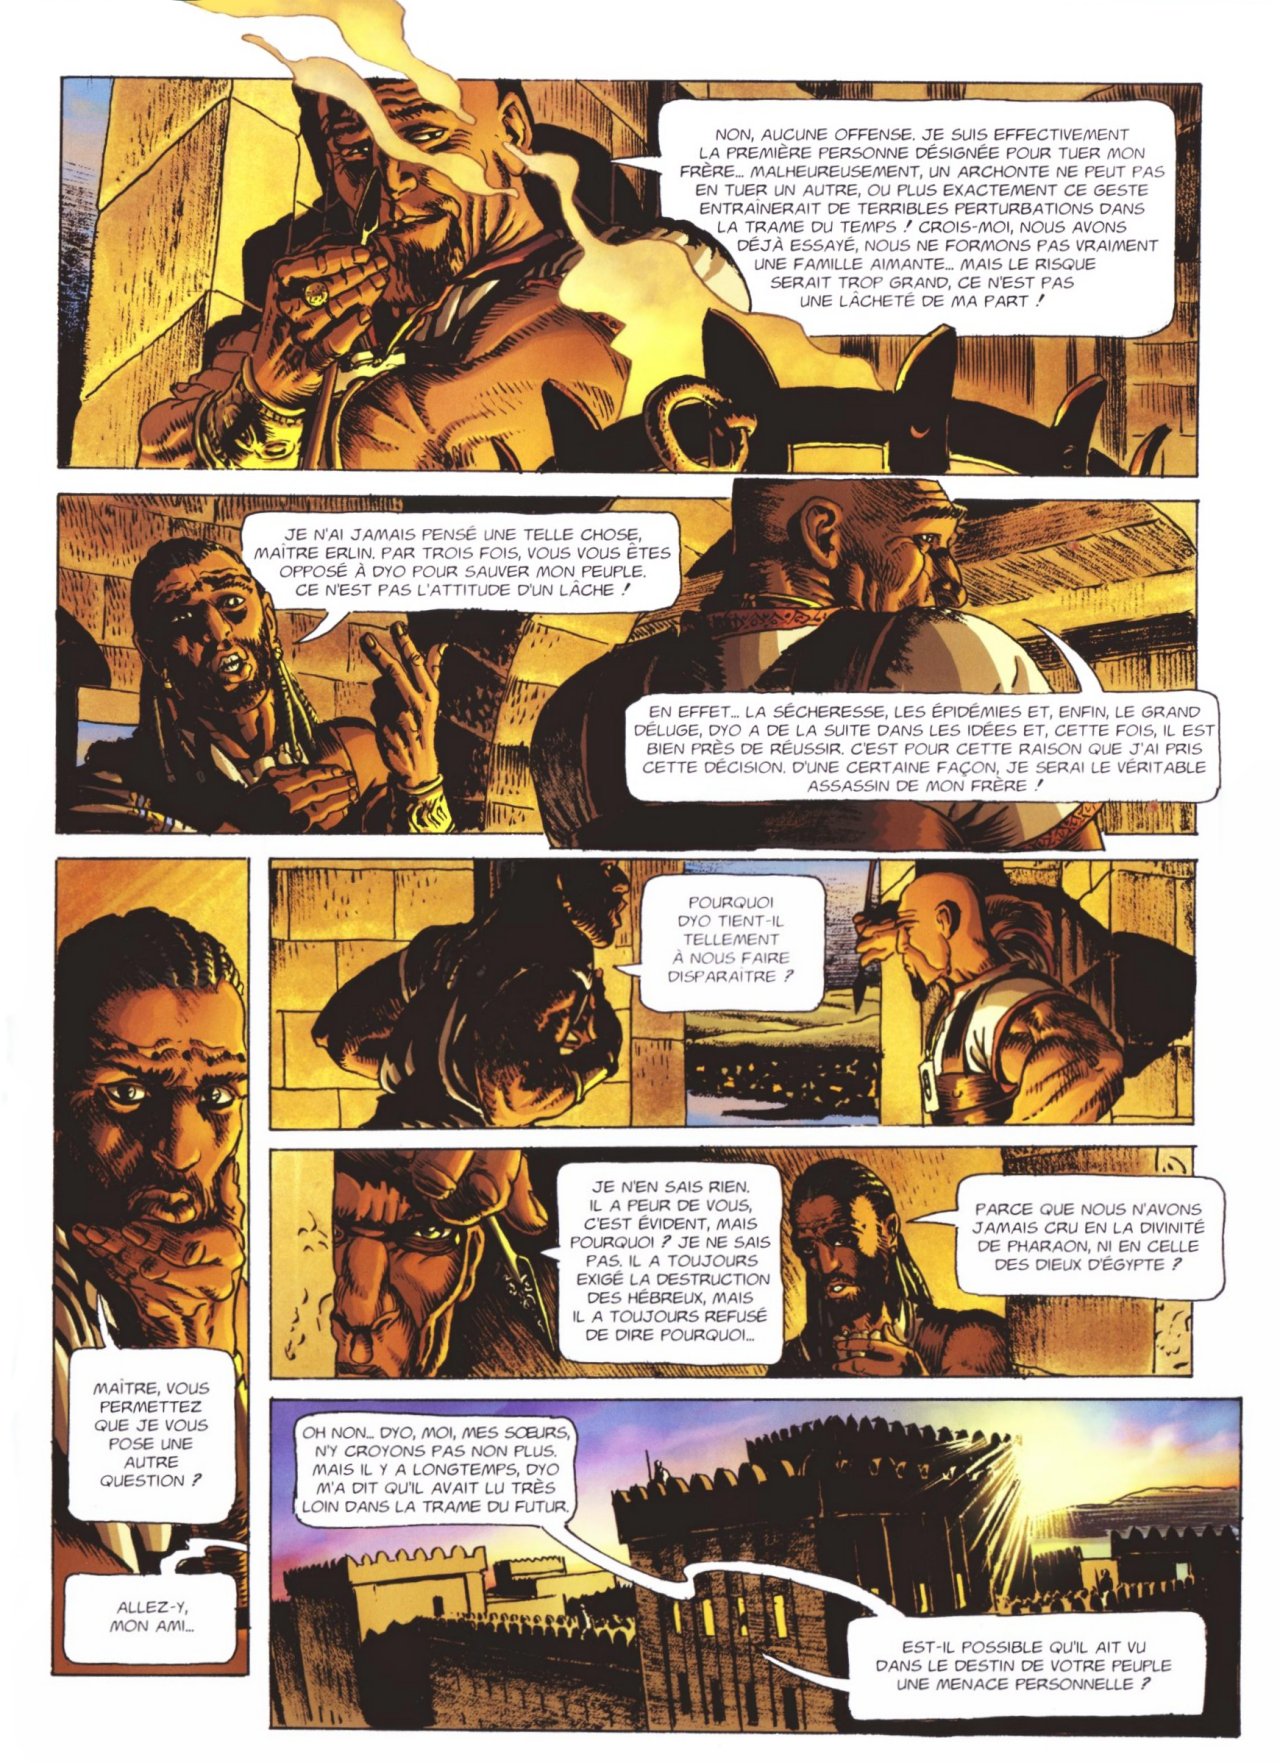 NON, AUCUNE OFFENSE. JE SUIS EFFECTIVEMENT
LA PREMIÈRE PERSONNE DÉSIGNÉE POUR TUER MON
FRÈRE... MALHEUREUSEMENT, UN ARCHONTE NE PEUT PAS
EN TUER UN AUTRE, OU PLUS EXACTEMENT CE GESTE
ENTRAÎNERAIT DE TERRIBLES PERTURBATIONS DANS
LA TRAME DU TEMPS ! CROIS-MOI, NOUS AVONS
DÉJÀ ESSAYÉ, NOUS NE FORMONS PAS VRAIMENT
UNE FAMILLE AIMANTE... MAIS LE RISQUE
SERAIT TROP GRAND, CE N'EST PAS
UNE LÂCHETÉ DE MA PART !
JE N'AI JAMAIS PENSÉ UNE TELLE CHOSE,
MAÎTRE ERLIN. PAR TROIS FOIS, VOUS VOUS ÊTES
OPPOSÉ À DYO POUR SAUVER MON PEUPLE.
CE N'EST PAS L'ATTITUDE D'UN LÂCHE !
EN EFFET... LA SÉCHERESSE, LES ÉPIDÉMIES ET, ENFIN, LE GRAND
DÉLUGE, DYO A DE LA SUITE DANS LES IDÉES ET, CETTE FOIS, IL EST
BIEN PRÈS DE RÉUSSIR. C'EST POUR CETTE RAISON QUE J'AI PRIS
CETTE DÉCISION. D'UNE CERTAINE FAÇON, JE SERAI LE VÉRITABLE
ASSASSIN DE MON FRÈRE !
MAÎTRE, VOUS
PERMETTEZ
QUE JE VOUS
POSE UNE
AUTRE
QUESTION ?
ALLEZ-Y,
MON AMI...
POURQUOI
DYO TIENT-IL
TELLEMENT
À NOUS FAIRE
DISPARAÎTRE ?
JE N'EN SAIS RIEN.
IL A PEUR DE VOUS,
C'EST ÉVIDENT, MAIS
POURQUOI ? JE NE SAIS
PAS. IL A TOUJOURS
EXIGÉ LA DESTRUCTION
DES HÉBREUX, MAIS
IL A TOUJOURS REFUSÉ
DE DIRE POURQUOI...
PARCE QUE NOUS N'AVONS
JAMAIS CRU EN LA DIVINITÉ
DE PHARAON, NI EN CELLE
DES DIEUX D'ÉGYPTE ?
OH NON... DYO, MOI, MES SŒURS,
N'Y CROYONS PAS NON PLUS.
MAIS IL Y A LONGTEMPS, DYO
M'A DIT QU'IL AVAIT LU TRÈS
LOIN DANS LA TRAME DU FUTUR.
EST-IL POSSIBLE QU'IL AIT VU
DANS LE DESTIN DE VOTRE PEUPLE
UNE MENACE PERSONNELLE ?